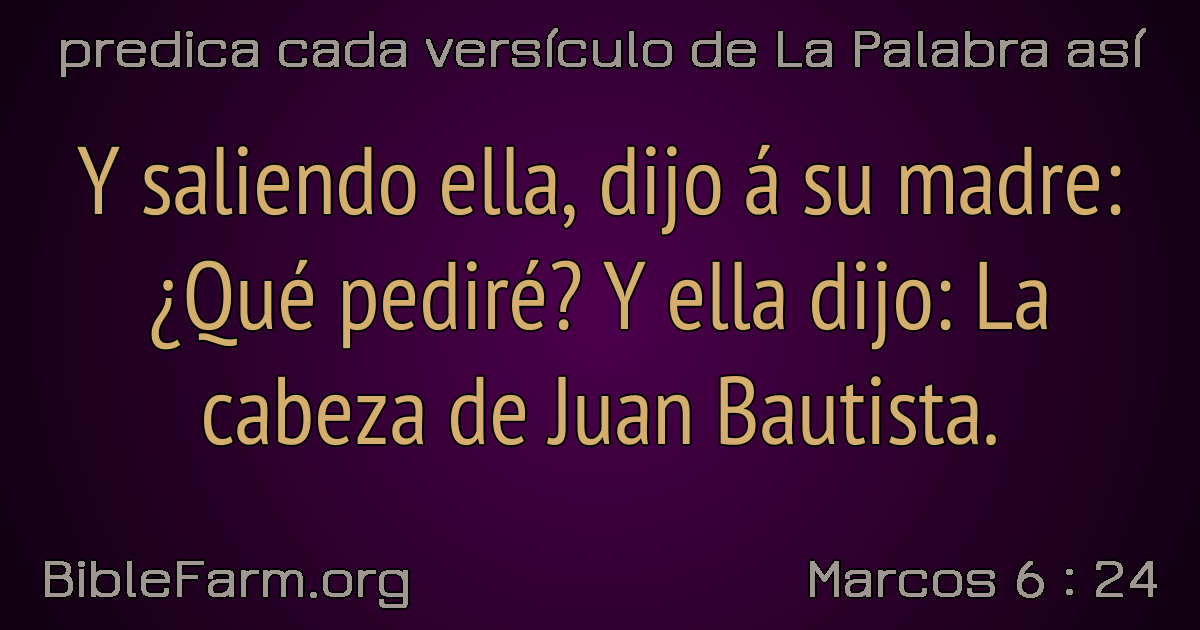 predica cada versículo de La Palabra así
Y saliendo ella, dijo á su madre:
¿Qué pediré? Y ella dijo: La
cabeza de Juan Bautista.
BibleFarm.org
Marcos 6 : 24